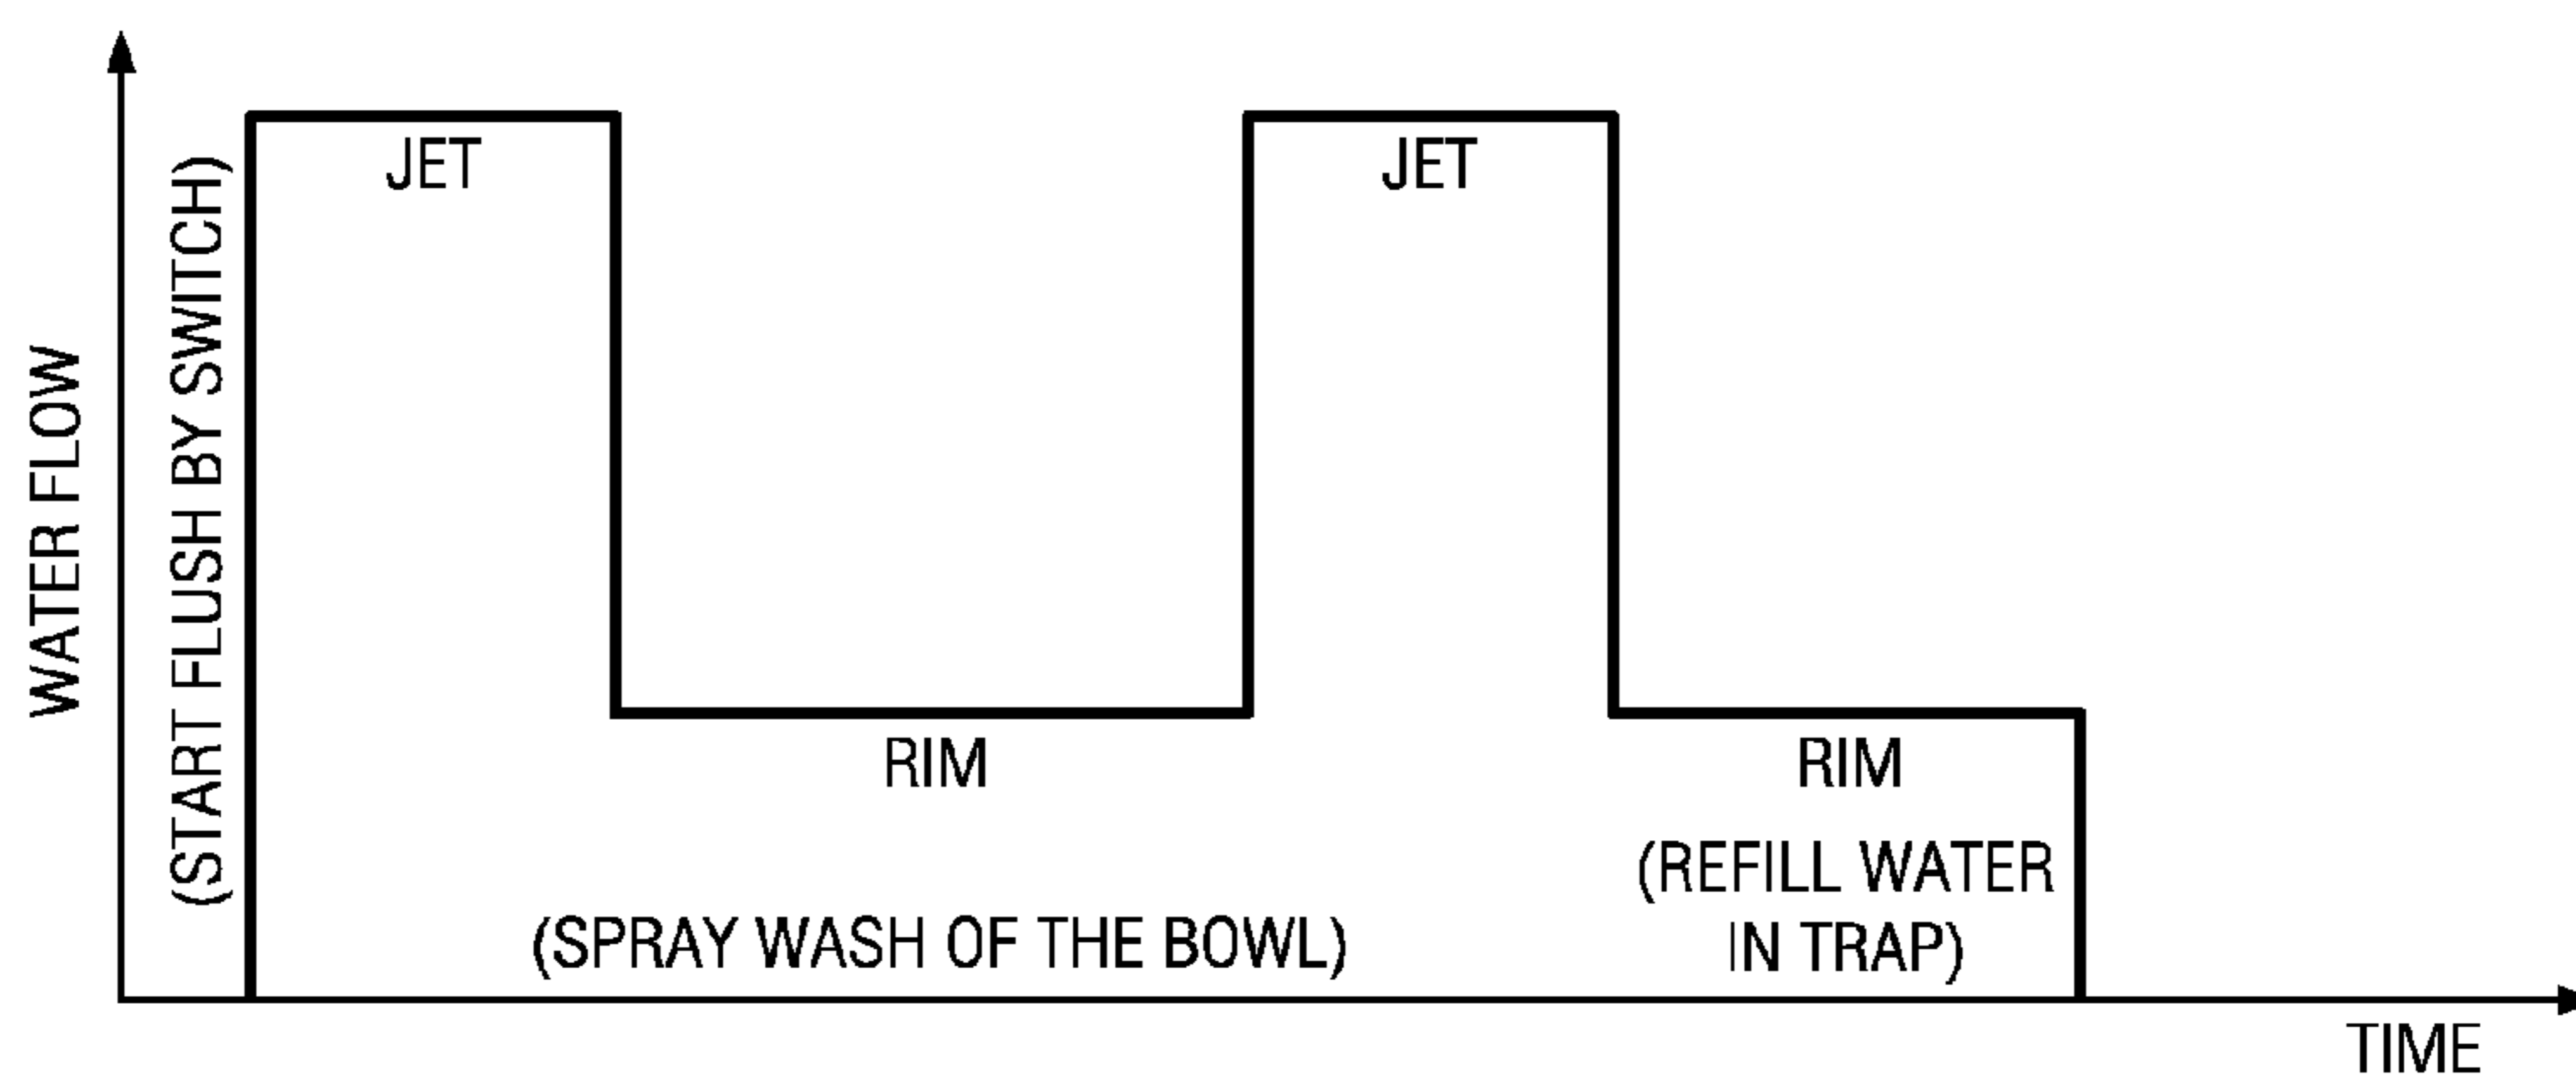 WATER FLOW
(START FLUSH BY SWITCH)
JET
JET
RIM
RIM
(SPRAY WASH OF THE BOWL)
(REFILL WATER
IN TRAP)
TIME